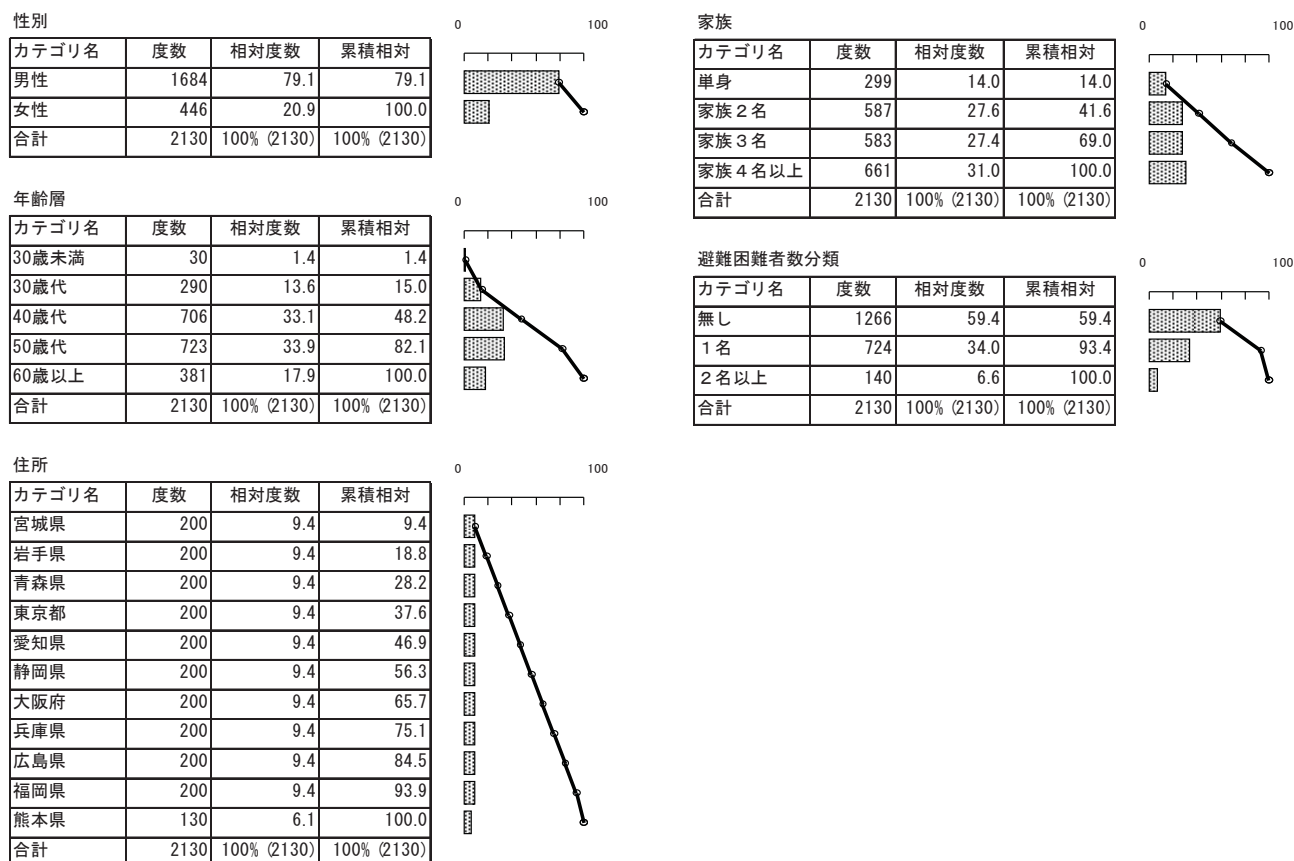 性別
0 100
カテゴリ名 度数 相対度数 累積相対
男性 1684 79.1 79.1
女性 446 20.9 100.0
合計 2130 100% (2130) 100% (2130)
年齢層
0 100
カテゴリ名 度数 相対度数 累積相対
30歳未満 30 1.4 1.4
30歳代 290 13.6 15.0
40歳代 706 33.1 48.2
50歳代 723 33.9 82.1
60歳以上 381 17.9 100.0
合計 2130 100% (2130) 100% (2130)
住所
0 100
カテゴリ名 度数 相対度数 累積相対
宮城県 200 9.4 9.4
岩手県 200 9.4 18.8
青森県 200 9.4 28.2
東京都 200 9.4 37.6
愛知県 200 9.4 46.9
静岡県 200 9.4 56.3
大阪府 200 9.4 65.7
兵庫県 200 9.4 75.1
広島県 200 9.4 84.5
福岡県 200 9.4 93.9
熊本県 130 6.1 100.0
合計 2130 100% (2130) 100% (2130)
家族
0 100
カテゴリ名 度数 相対度数 累積相対
単身 299 14.0 14.0
家族２名 587 27.6 41.6
家族３名 583 27.4 69.0
家族４名以上 661 31.0 100.0
合計 2130 100% (2130) 100% (2130)
避難困難者数分類
0 100
カテゴリ名 度数 相対度数 累積相対
無し 1266 59.4 59.4
１名 724 34.0 93.4
２名以上 140 6.6 100.0
合計 2130 100% (2130) 100% (2130)